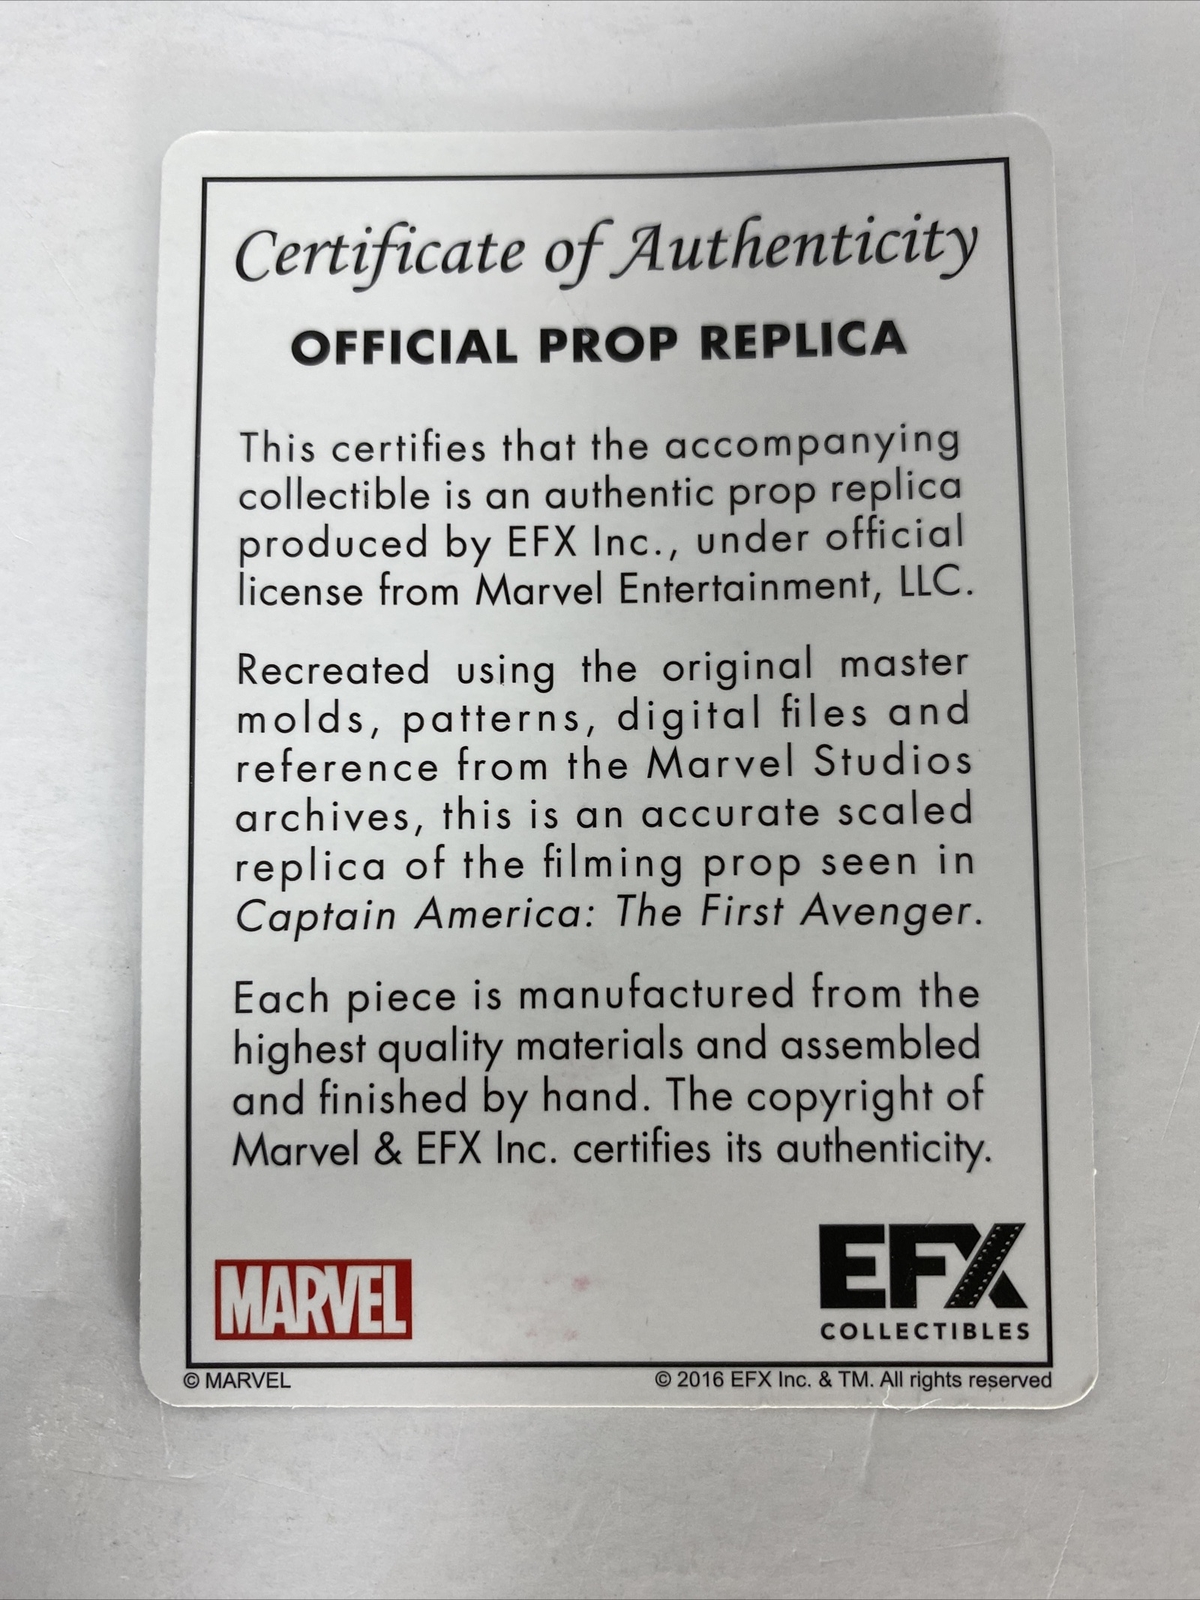 Certificate of Authenticity
OFFICIAL PROP REPLICA
This certifies that the accompanying
collectible is an authentic prop replica
produced by EFX Inc., under official
license from Marvel Entertainment, LLC.
Recreated using the original master
molds, patterns, digital files and
reference from the Marvel Studios
archives, this is an accurate scaled
replica of the filming prop seen in
Captain America: The First Avenger.
Each piece is manufactured from the
highest quality materials and assembled
and finished by hand. The copyright of
Marvel & EFX Inc. certifies its authenticity.
MARVEL
EFX
COLLECTIBLES
© MARVEL
© 2016 EFX Inc. & TM. All rights reserved